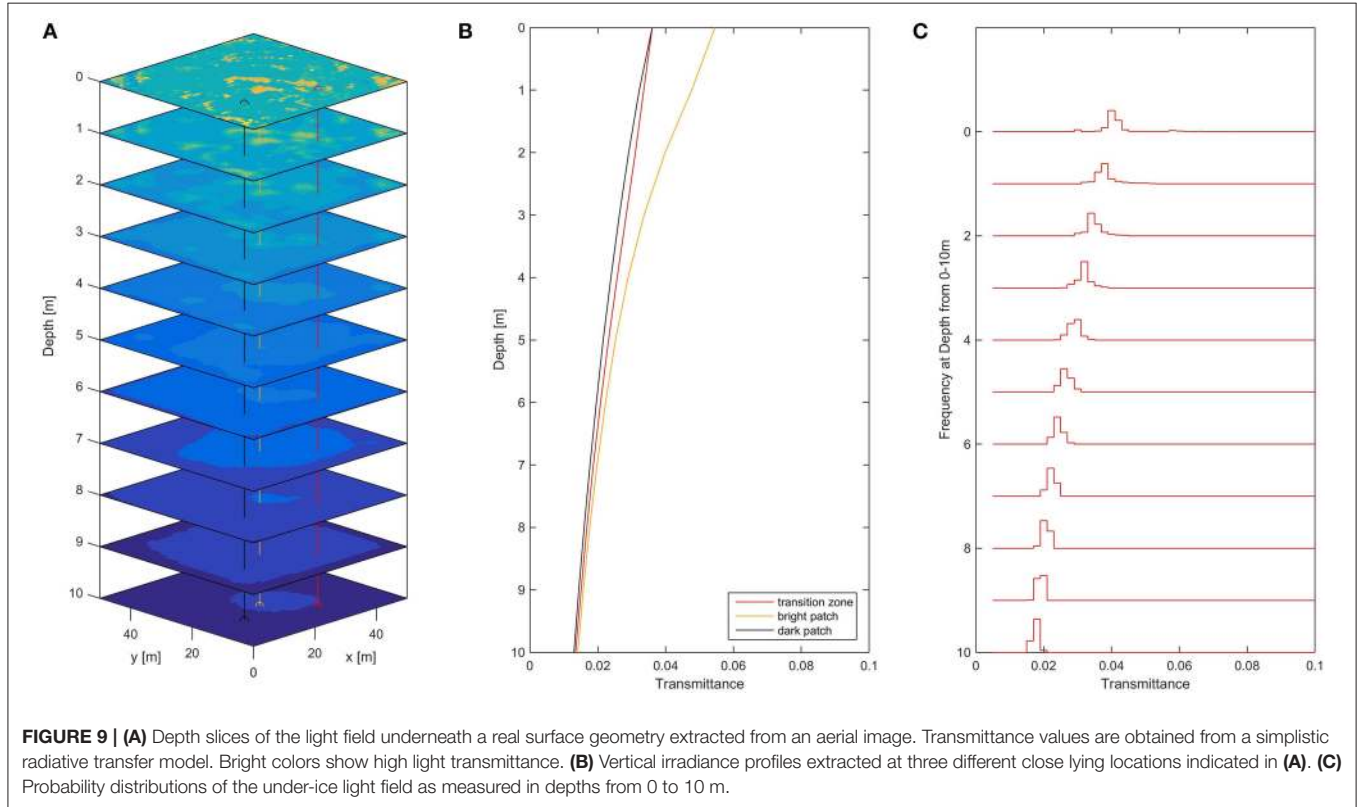 A
0
1
2
3
4
5
6
7
8
9
10
Depth [m]
40
20
0
20
40
y [m]
x [m]
B
0
1
2
3
4
5
6
7
8
9
10
Depth [m]
0
0.02
0.04
0.06
0.08
0.1
Transmittance
transition zone
bright patch
dark patch
C
0
2
4
6
8
10
Frequency at Depth from 0-10m
0
0.02
0.04
0.06
0.08
0.1
Transmittance
FIGURE 9 | (A) Depth slices of the light field underneath a real surface geometry extracted from an aerial image. Transmittance values are obtained from a simplistic
radiative transfer model. Bright colors show high light transmittance. (B) Vertical irradiance profiles extracted at three different close lying locations indicated in (A). (C)
Probability distributions of the under-ice light field as measured in depths from 0 to 10 m.